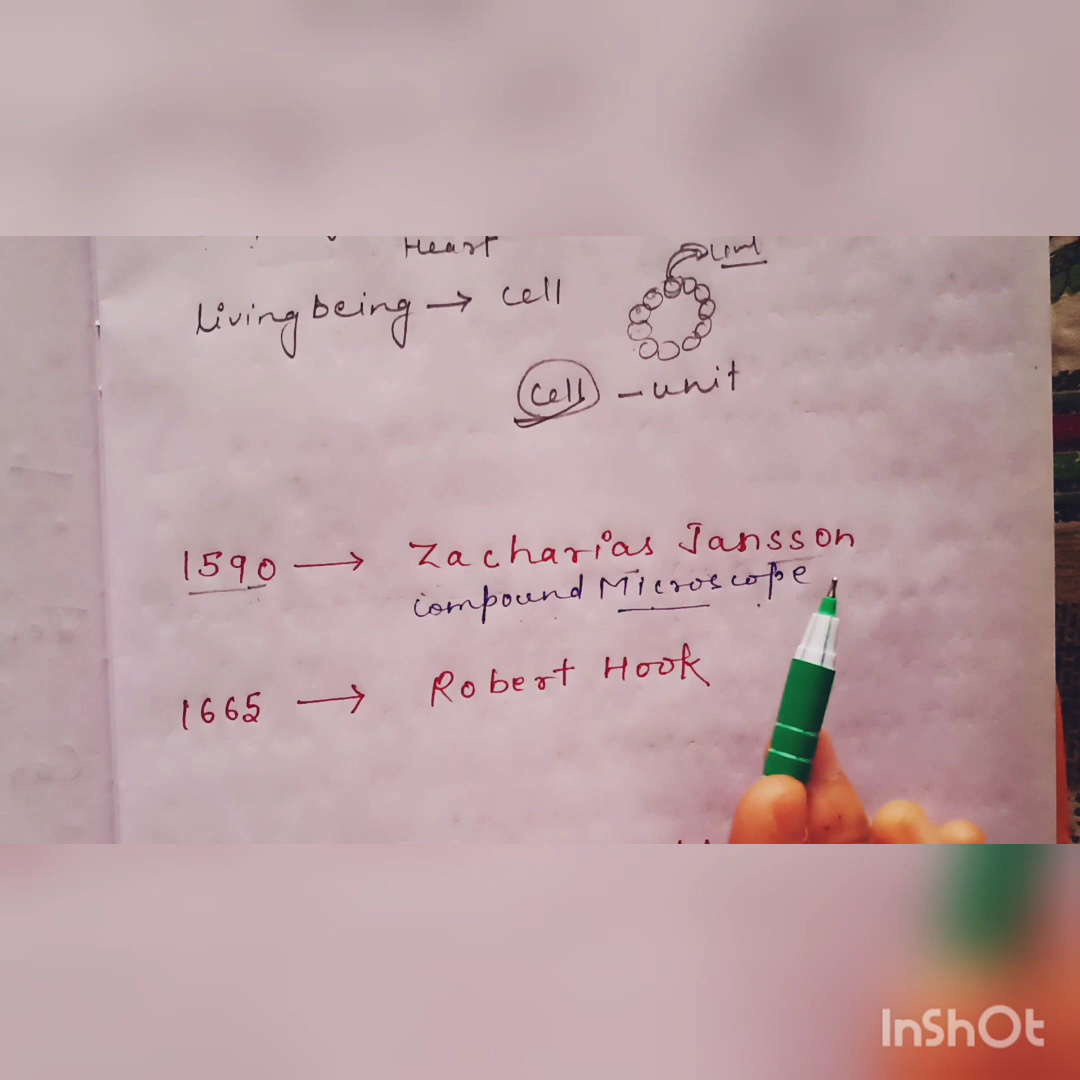 Heart
Living being → cell
cell – unit
1590 → Zacharias Jansson
compound Microscope
1665 → Robert Hook
InShOt